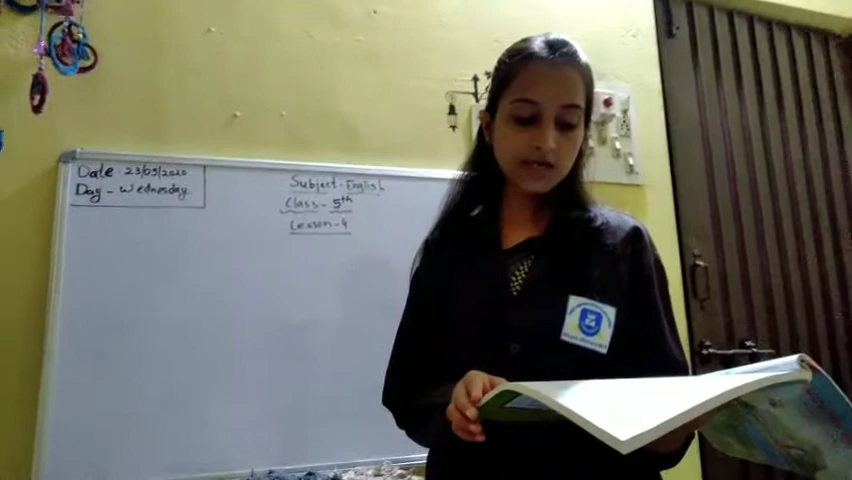 Date - 23/09/2020
Day - Wednesday
Subject - English
Class - 5th
Lesson - 4